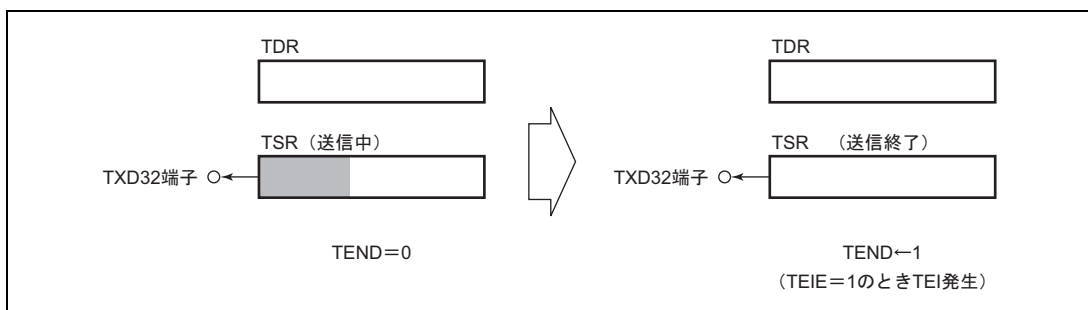 TDR
TSR（送信中）
TXD32端子
TEND＝0
TDR
TSR （送信終了）
TXD32端子
TEND←1
（TEIE＝1のときTEI発生）